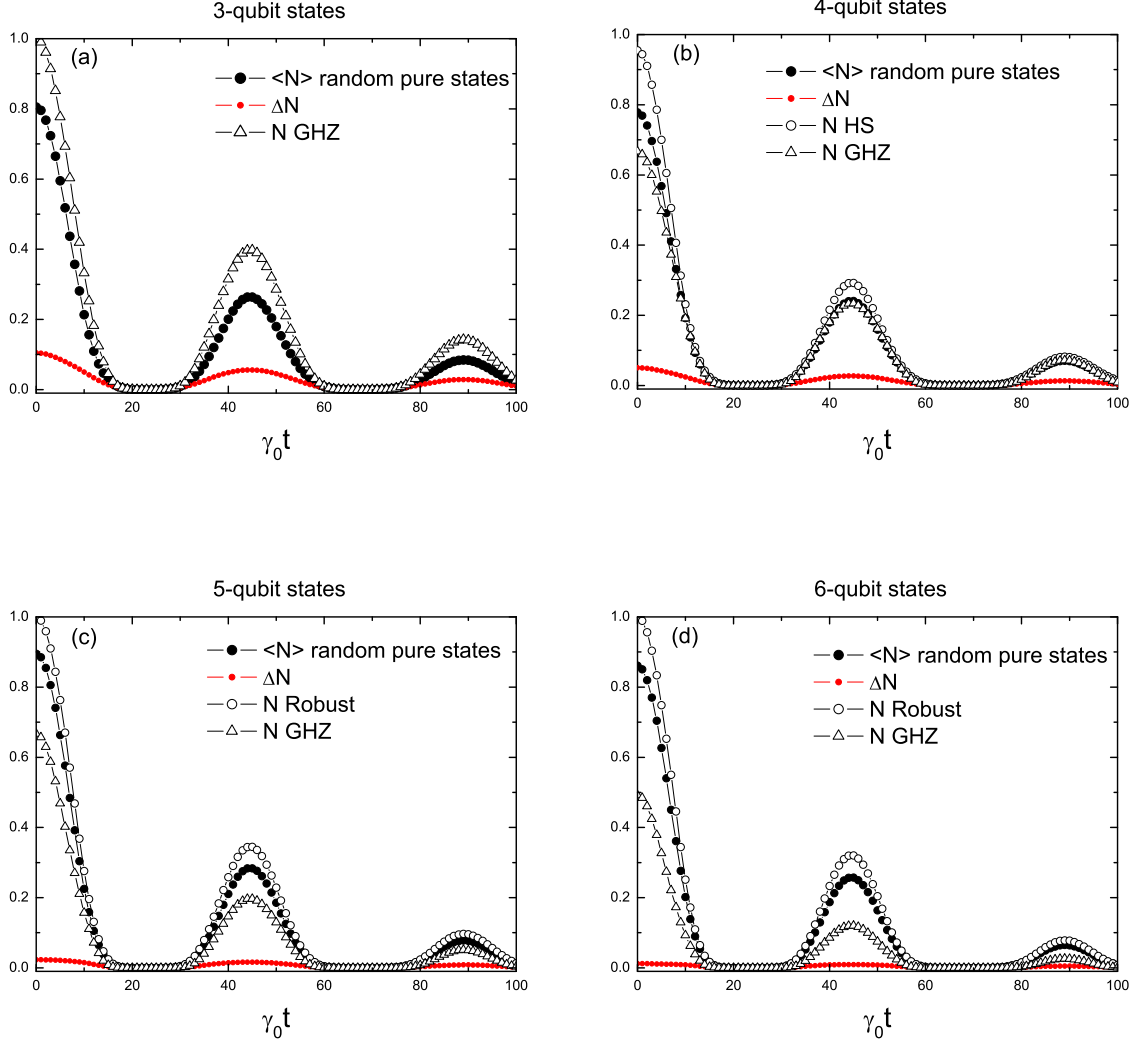 3-qubit states
(a)
<N> random pure states
ΔN
N GHZ
1.0
0.8
0.6
0.4
0.2
0.0
0 20 40 60 80 100
γ₀t
4-qubit states
(b)
<N> random pure states
ΔN
N HS
N GHZ
1.0
0.8
0.6
0.4
0.2
0.0
0 20 40 60 80 100
γ₀t
5-qubit states
(c)
<N> random pure states
ΔN
N Robust
N GHZ
1.0
0.8
0.6
0.4
0.2
0.0
0 20 40 60 80 100
γ₀t
6-qubit states
(d)
<N> random pure states
ΔN
N Robust
N GHZ
1.0
0.8
0.6
0.4
0.2
0.0
0 20 40 60 80 100
γ₀t